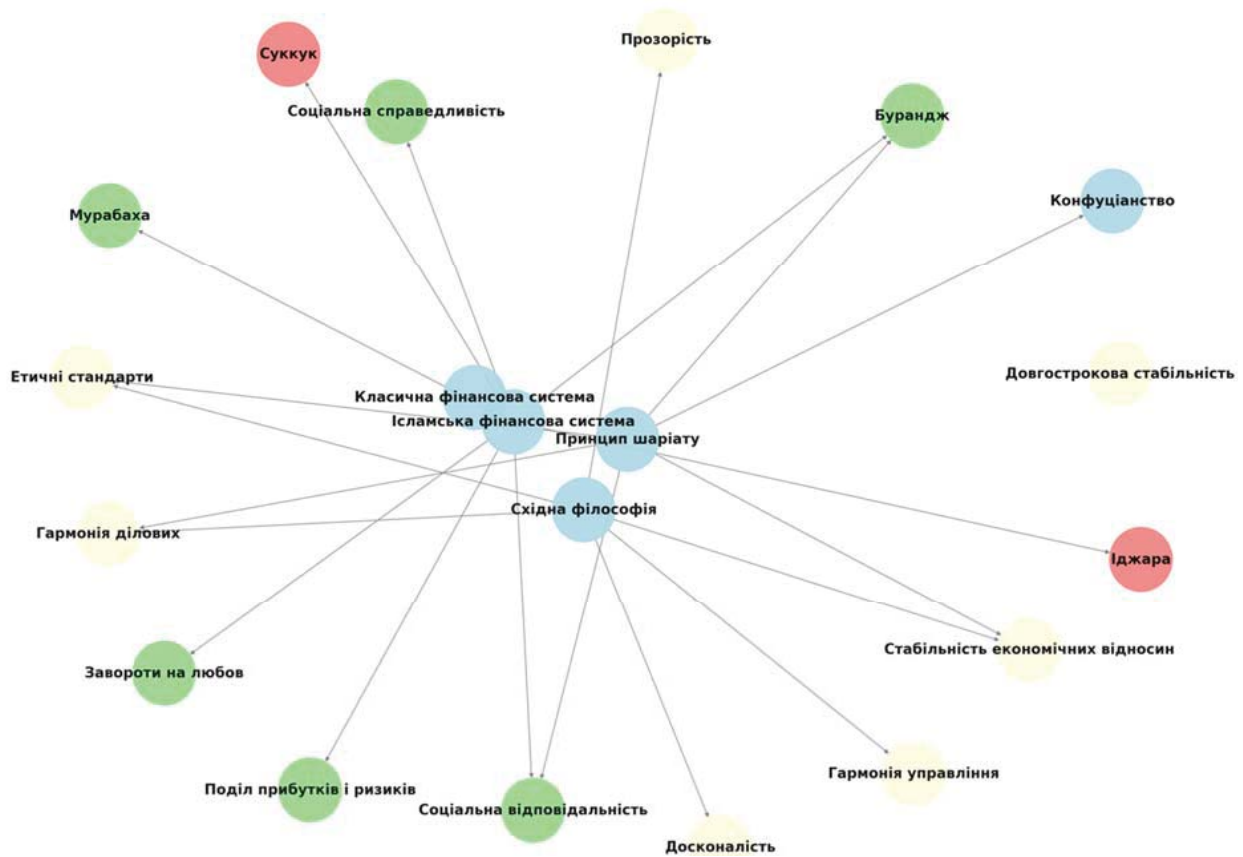 Прозорість
Суккук
Соціальна справедливість
Бурандж
Конфуціанство
Мурабаха
Довгострокова стабільність
Етичні стандарти
Класична фінансова система
Ісламська фінансова система
Принцип шаріату
Східна філософія
Гармонія ділових
Іджара
Стабільність економічних відносин
Завороти на любов
Гармонія управління
Поділ прибутків і ризиків
Соціальна відповідальність
Досконалість